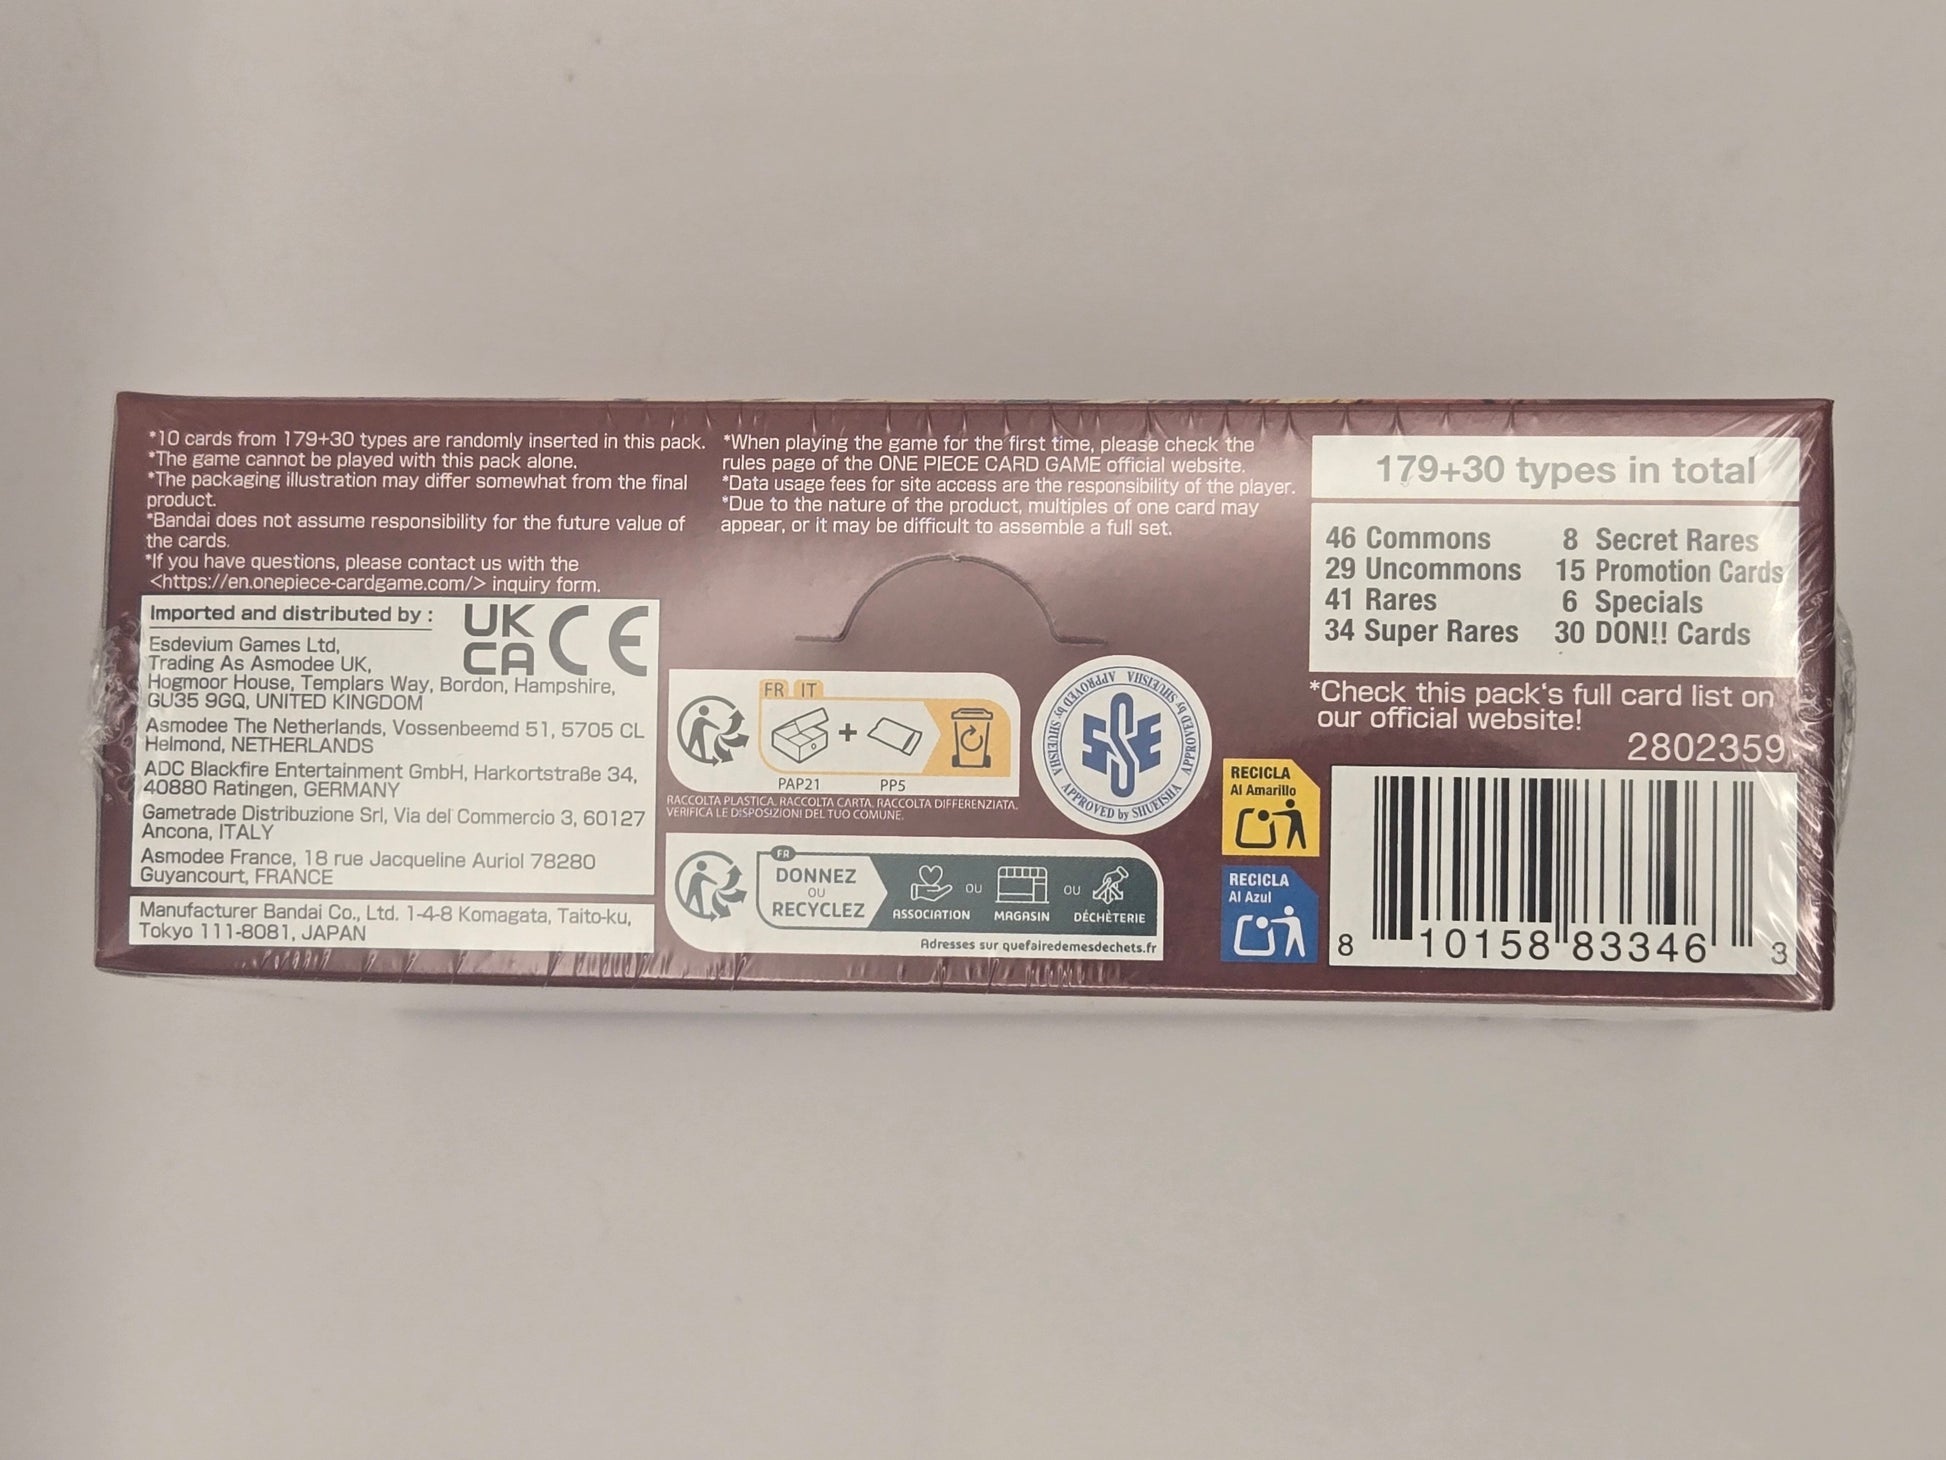 *10 cards from 179+30 types are randomly inserted in this pack.
*The game cannot be played with this pack alone.
*The packaging illustration may differ somewhat from the final
product.
*Bandai does not assume responsibility for the future value of
the cards.
*If you have questions, please contact us with the
<https://en.onepiece-cardgame.com/> inquiry form.
*When playing the game for the first time, please check the
rules page of the ONE PIECE CARD GAME official website.
*Data usage fees for site access are the responsibility of the player.
*Due to the nature of the product, multiples of one card may
appear, or it may be difficult to assemble a full set.
Imported and distributed by :
UK
CA
CE
Esdevium Games Ltd,
Trading As Asmodee UK,
Hogmoor House, Templars Way, Bordon, Hampshire,
GU35 9GQ, UNITED KINGDOM
Asmodee The Netherlands, Vossenbeemd 51, 5705 CL
Helmond, NETHERLANDS
ADC Blackfire Entertainment GmbH, Harkortstraße 34,
40880 Ratingen, GERMANY
Gametrade Distribuzione Srl, Via del Commercio 3, 60127
Ancona, ITALY
Asmodee France, 18 rue Jacqueline Auriol 78280
Guyancourt, FRANCE
Manufacturer Bandai Co., Ltd. 1-4-8 Komagata, Taito-ku,
Tokyo 111-8081, JAPAN
FR IT
+
PAP21 PP5
RACCOLTA PLASTICA. RACCOLTA CARTA. RACCOLTA DIFFERENZIATA.
VERIFICA LE DISPOSIZIONI DEL TUO COMUNE.
FR
DONNEZ
OU
RECYCLEZ
ASSOCIATION OU MAGASIN OU DÉCHÈTERIE
Adresses sur quefairedemesdechets.fr
APPROVED by SHUEISHA APPROVED by SHUEISHA APPROVED by SHUEISHA
SSE
RECICLA
Al Amarillo
RECICLA
Al Azul
179+30 types in total
46 Commons 8 Secret Rares
29 Uncommons 15 Promotion Cards
41 Rares 6 Specials
34 Super Rares 30 DON!! Cards
*Check this pack's full card list on
our official website!
2802359
8 10158 83346 3